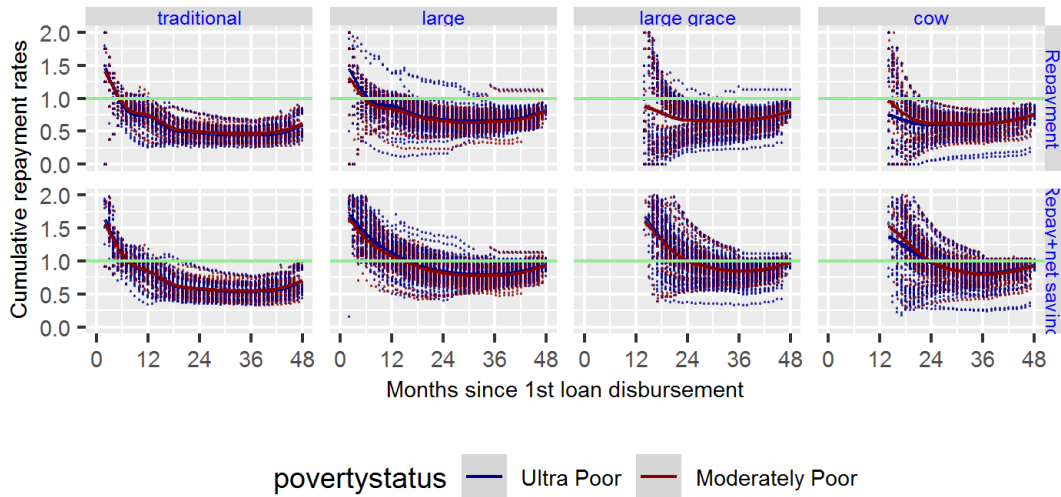 traditional large large grace cow
Cumulative repayment rates
2.0
1.5
1.0
0.5
0.0
Repayment
2.0
1.5
1.0
0.5
0.0
Repay+net saving
0 12 24 36 48 0 12 24 36 48 0 12 24 36 48 0 12 24 36 48
Months since 1st loan disbursement
povertystatus Ultra Poor Moderately Poor